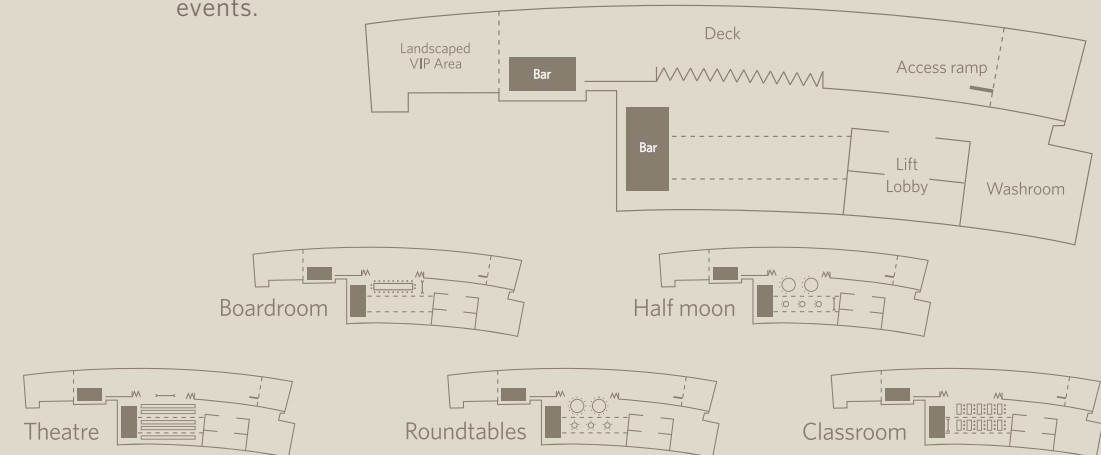 events.
Deck
Landscaped
VIP Area
Bar
Access ramp
Bar
Lift
Lobby
Washroom
Boardroom
Half moon
Theatre
Roundtables
Classroom